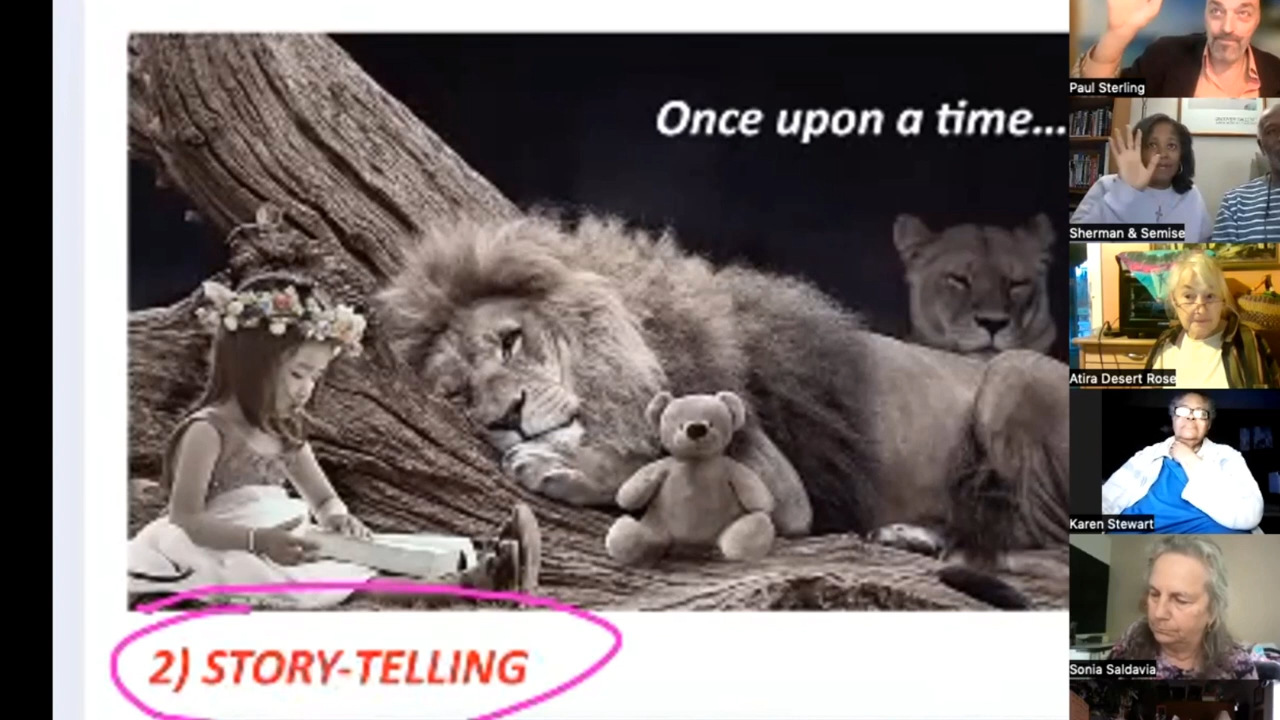 Once upon a time...
2) STORY-TELLING
Paul Sterling
Sherman & Semise
Atira Desert Rose
Karen Stewart
Sonia Saldavia